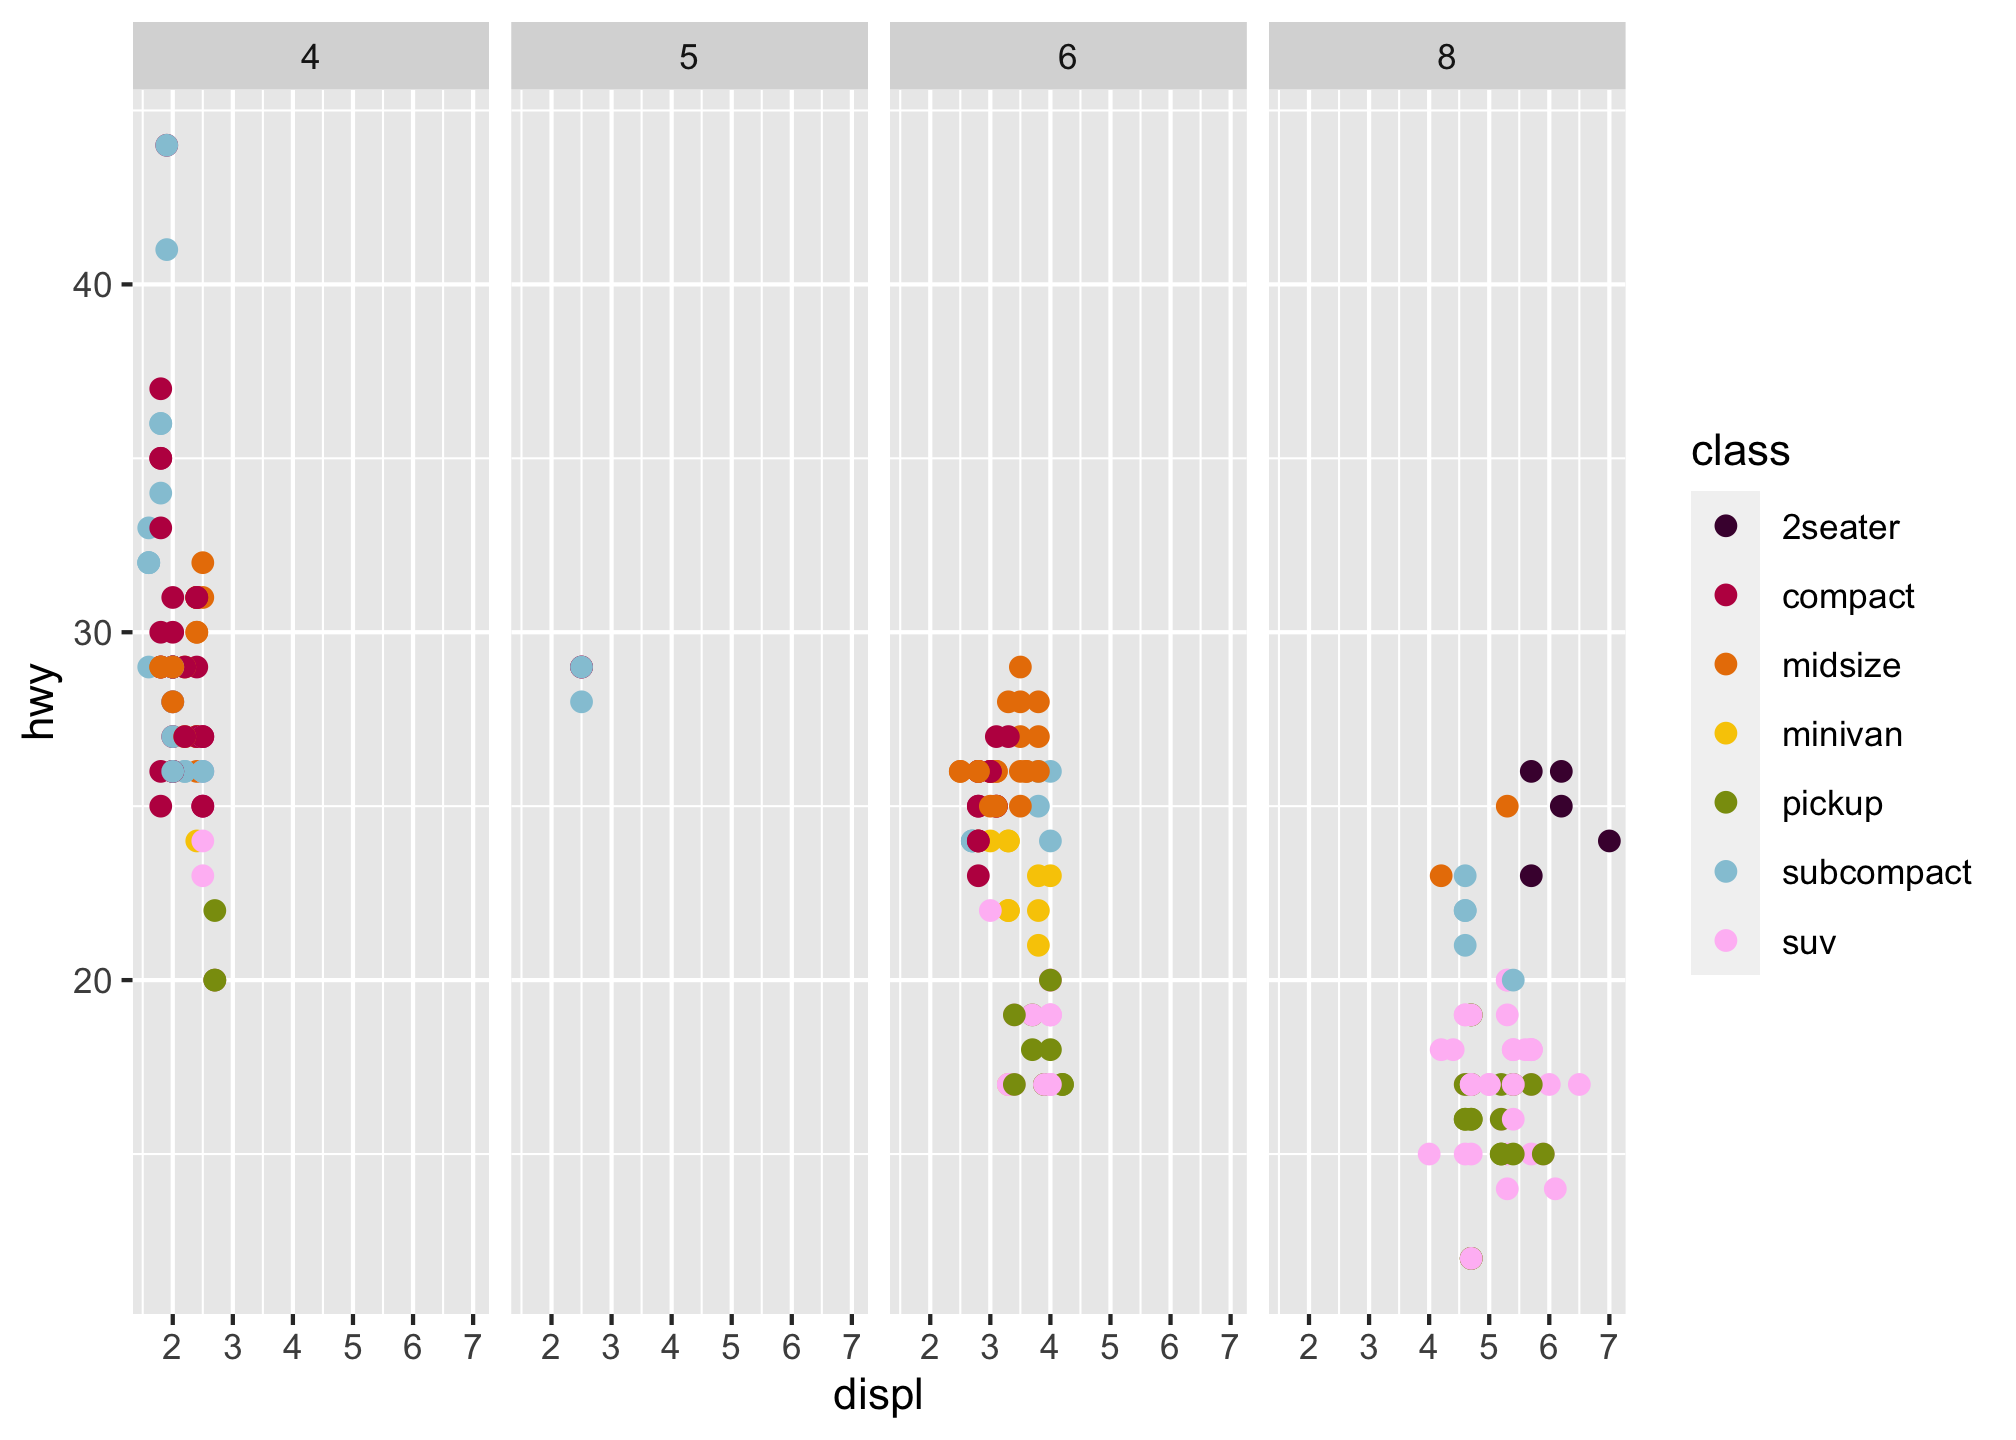 4 5 6 8
40
30
20
2 3 4 5 6 7 2 3 4 5 6 7 2 3 4 5 6 7 2 3 4 5 6 7
displ
hwy
class
2seater
compact
midsize
minivan
pickup
subcompact
suv